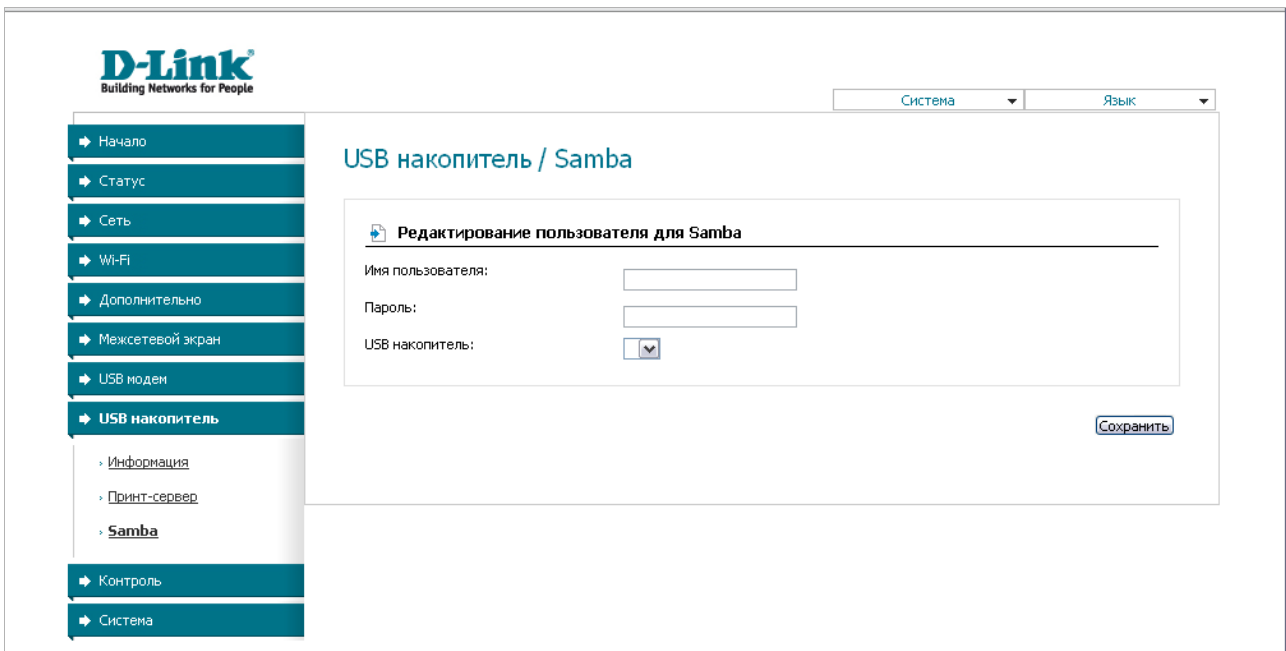 D-Link
Building Networks for People
Система
Язык
Начало
Статус
Сеть
Wi-Fi
Дополнительно
Межсетевой экран
USB модем
USB накопитель
Информация
Принт-сервер
Samba
Контроль
Система
USB накопитель / Samba
Редактирование пользователя для Samba
Имя пользователя:
Пароль:
USB накопитель:
Сохранить